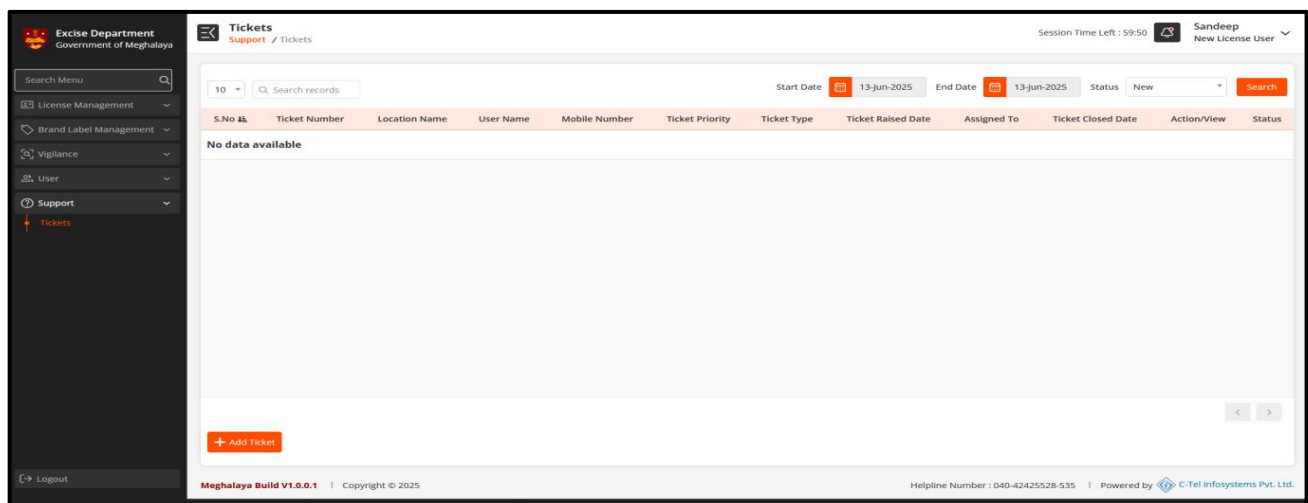 Excise Department
Government of Meghalaya
Search Menu
License Management
Brand Label Management
Vigilance
User
Support
Tickets
Logout
Tickets
Support / Tickets
Session Time Left : 59:50
Sandeep
New License User
10 Search records Start Date 13-Jun-2025 End Date 13-Jun-2025 Status New Search
S.No Ticket Number Location Name User Name Mobile Number Ticket Priority Ticket Type Ticket Raised Date Assigned To Ticket Closed Date Action/View Status
No data available
< >
+ Add Ticket
Meghalaya Build V1.0.0.1 | Copyright © 2025 Helpline Number : 040-42425528-535 | Powered by C-Tel Infosystems Pvt. Ltd.